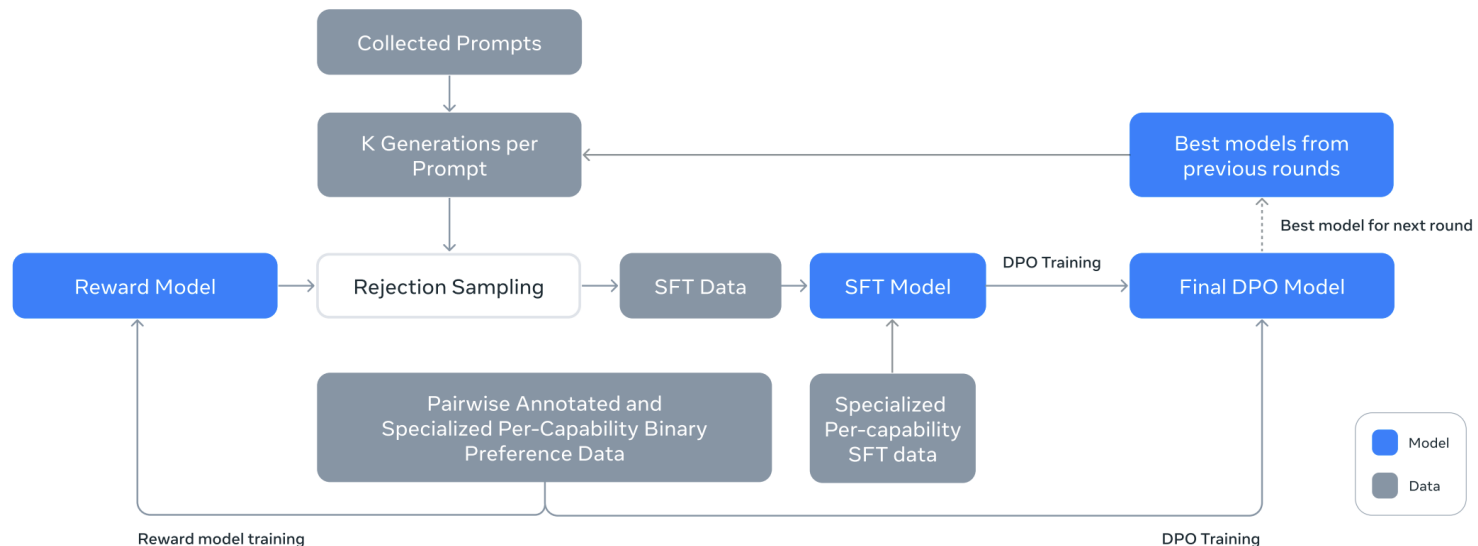 Collected Prompts
K Generations per
Prompt
Best models from
previous rounds
Best model for next round
Reward Model
Rejection Sampling
SFT Data
SFT Model
DPO Training
Final DPO Model
Pairwise Annotated and
Specialized Per-Capability Binary
Preference Data
Specialized
Per-capability
SFT data
Model
Data
Reward model training
DPO Training